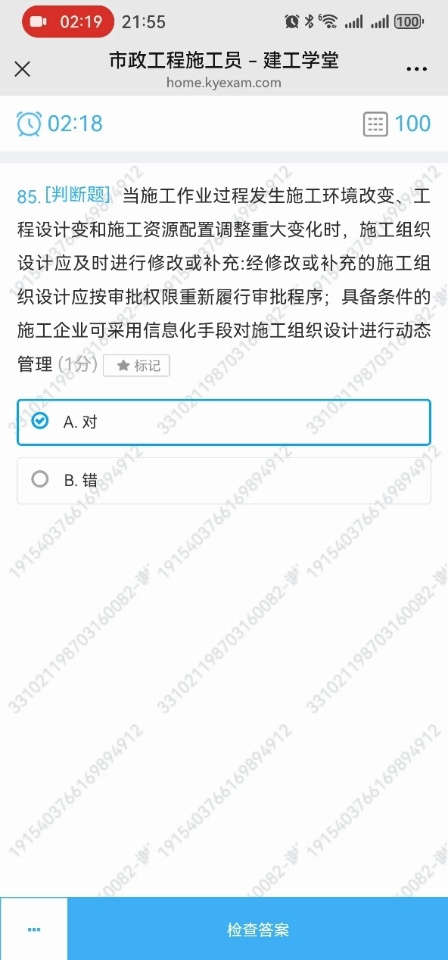 02:19 21:55 6 100
市政工程施工员 – 建工学堂
home.kyexam.com
02:18 100
85. [判断题] 当施工作业过程发生施工环境改变、工
程设计变和施工资源配置调整重大变化时，施工组织
设计应及时进行修改或补充:经修改或补充的施工组
织设计应按审批权限重新履行审批程序；具备条件的
施工企业可采用信息化手段对施工组织设计进行动态
管理 (1分) ★ 标记
A. 对
B. 错
1915403766169894912
331021198703160082-谢
检查答案